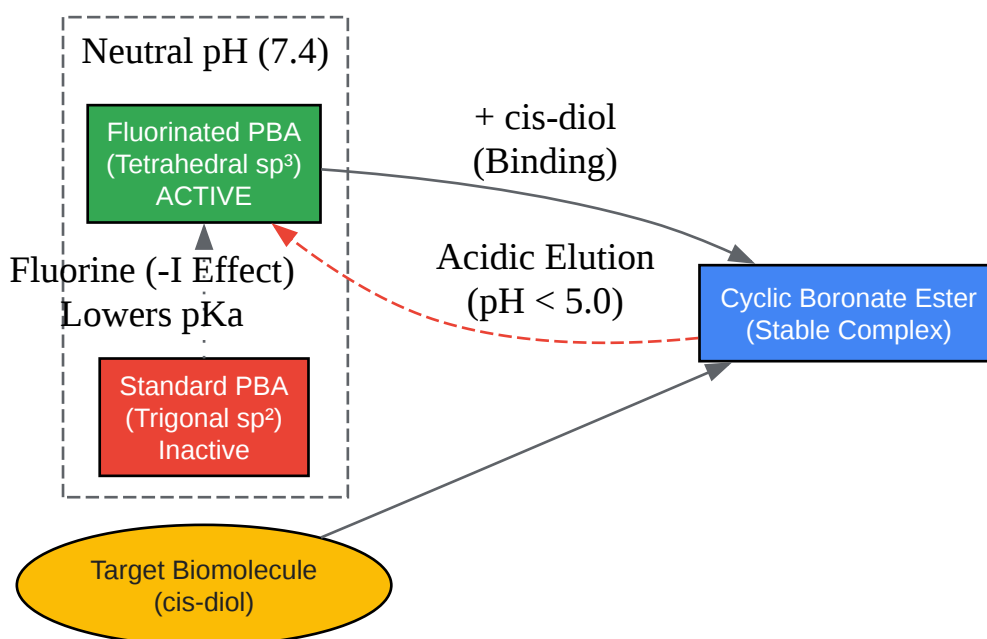 Neutral pH (7.4)
Fluorinated PBA
(Tetrahedral sp³)
ACTIVE
+ cis-diol
(Binding)
Fluorine (-I Effect)
Lowers pKa
Acidic Elution
(pH < 5.0)
Cyclic Boronate Ester
(Stable Complex)
Standard PBA
(Trigonal sp²)
Inactive
Target Biomolecule
(cis-diol)